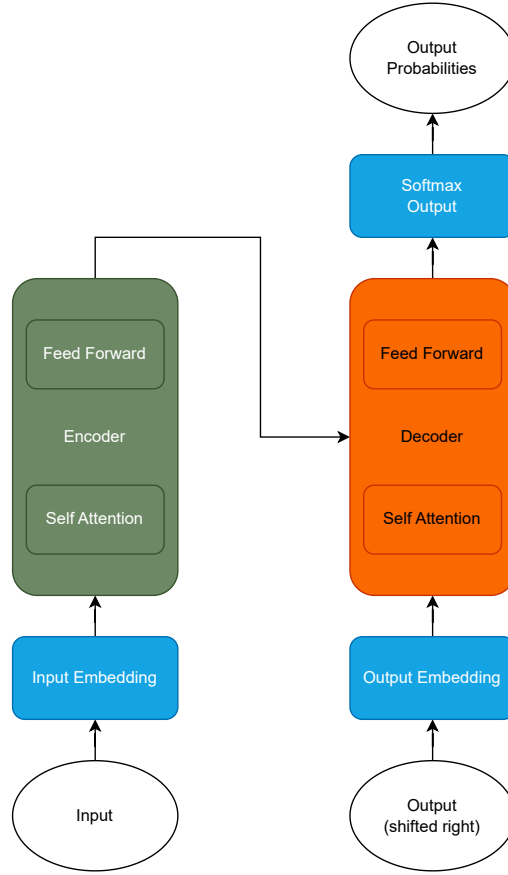 Output
Probabilities
Softmax
Output
Feed Forward
Encoder
Self Attention
Feed Forward
Decoder
Self Attention
Input Embedding
Output Embedding
Input
Output
(shifted right)